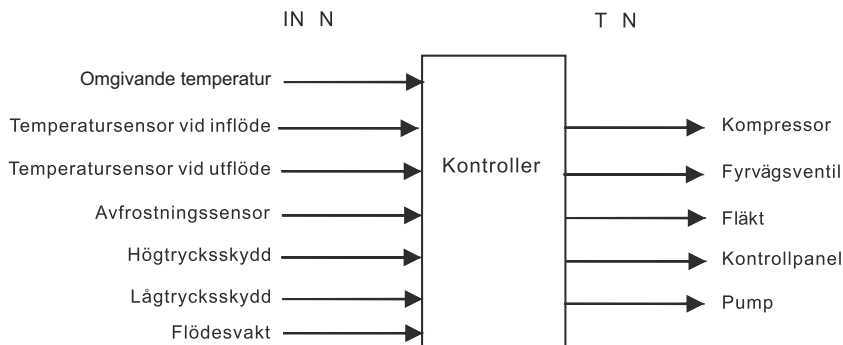 IN N
T N
Omgivande temperatur
Temperatursensor vid inflöde
Temperatursensor vid utflöde
Avfrostningssensor
Högtrycksskydd
Lågtrycksskydd
Flödesvakt
Kontroller
Kompressor
Fyrvägsventil
Fläkt
Kontrollpanel
Pump